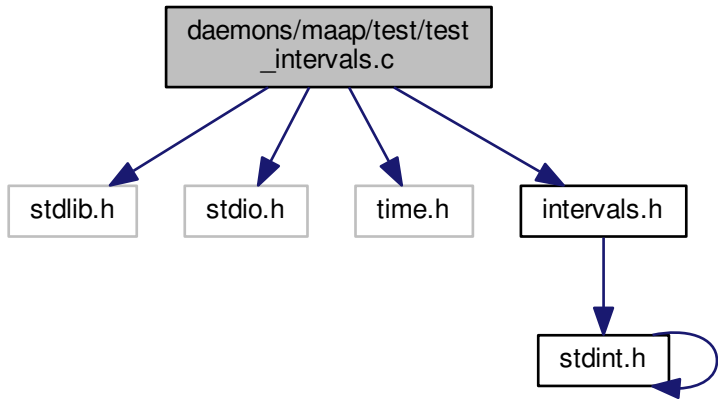 daemons/maap/test/test
_intervals.c
stdlib.h
stdio.h
time.h
intervals.h
stdint.h